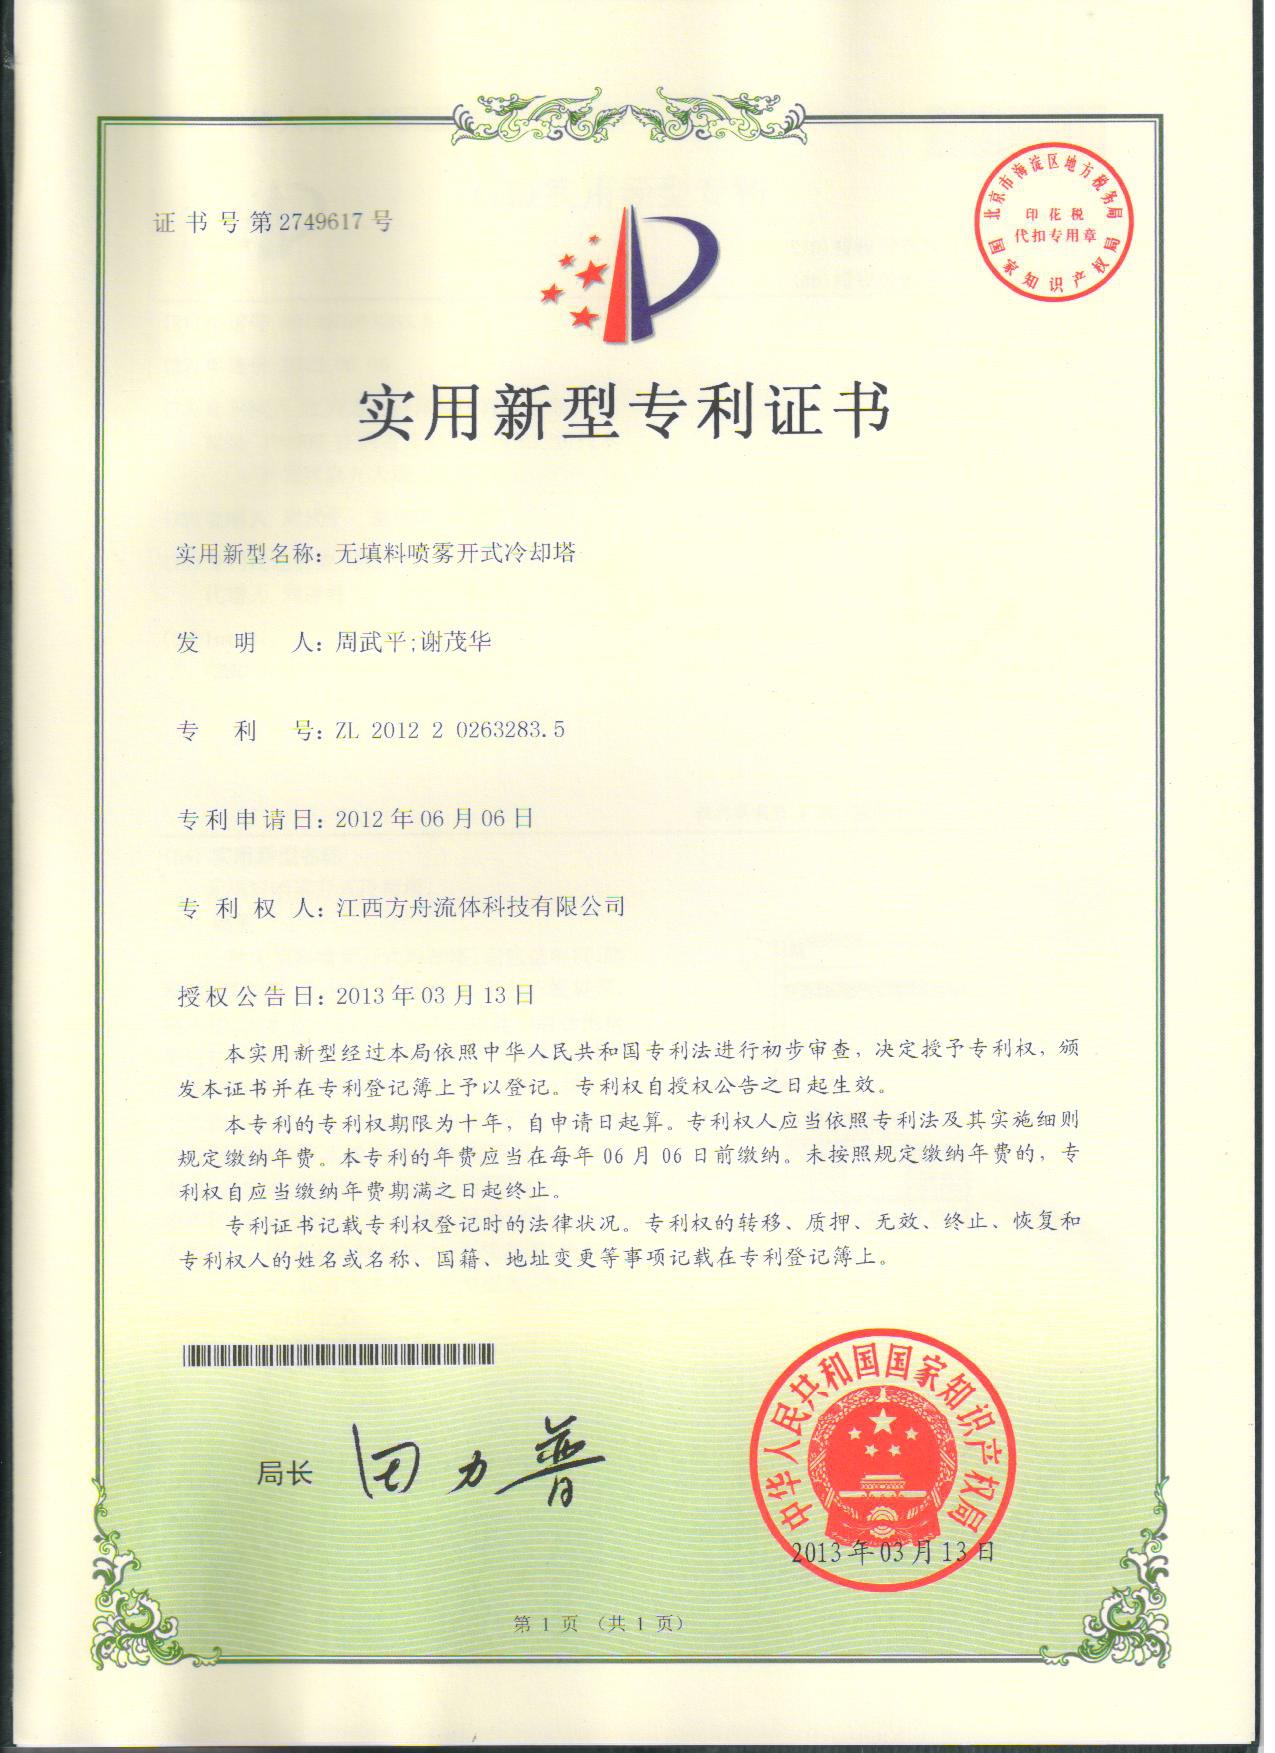 证书号第2749617号
北京市海淀区地方税务局
印花税
代扣专用章
国家知识产权局
实用新型专利证书
实用新型名称：无填料喷雾开式冷却塔
发明人：周武平;谢茂华
专利号：ZL 2012 2 0263283.5
专利申请日：2012年06月06日
专利权人：江西方舟流体科技有限公司
授权公告日：2013年03月13日
本实用新型经过本局依照中华人民共和国专利法进行初步审查，决定授予专利权，颁
发本证书并在专利登记簿上予以登记。专利权自授权公告之日起生效。
本专利的专利权期限为十年，自申请日起算。专利权人应当依照专利法及其实施细则
规定缴纳年费。本专利的年费应当在每年06月06日前缴纳。未按照规定缴纳年费的，专
利权自应当缴纳年费期满之日起终止。
专利证书记载专利权登记时的法律状况。专利权的转移、质押、无效、终止、恢复和
专利权人的姓名或名称、国籍、地址变更等事项记载在专利登记簿上。
局长 田力普
中华人民共和国国家知识产权局
2013年03月13日
第 1 页 （共 1 页）